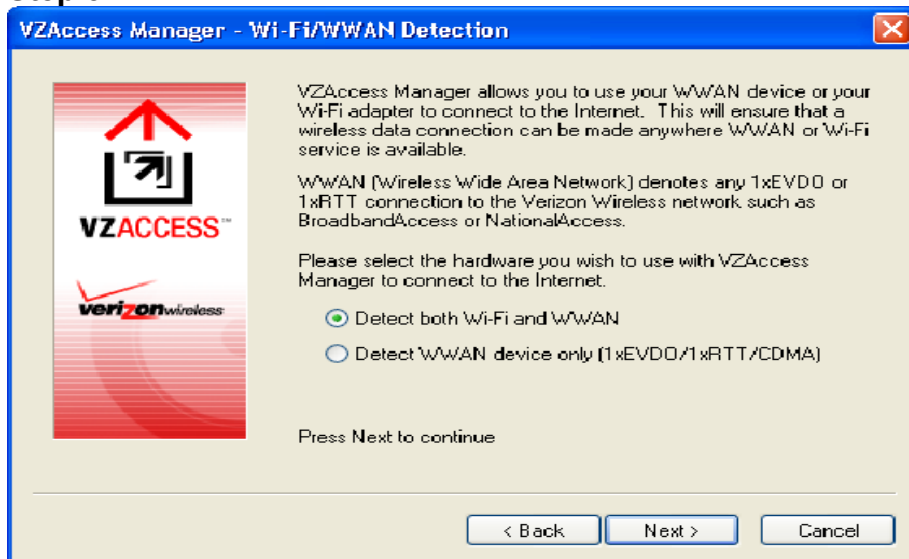 VZAccess Manager - Wi-Fi/WWAN Detection
VZAccess Manager allows you to use your WWAN device or your
Wi-Fi adapter to connect to the Internet. This will ensure that a
wireless data connection can be made anywhere WWAN or Wi-Fi
service is available.
WWAN (Wireless Wide Area Network) denotes any 1xEVDO or
1xRTT connection to the Verizon Wireless network such as
BroadbandAccess or NationalAccess.
Please select the hardware you wish to use with VZAccess
Manager to connect to the Internet.
Detect both Wi-Fi and WWAN
Detect WWAN device only (1xEVDO/1xRTT/CDMA)
Press Next to continue
VZACCESS™
verizonwireless
< Back
Next >
Cancel